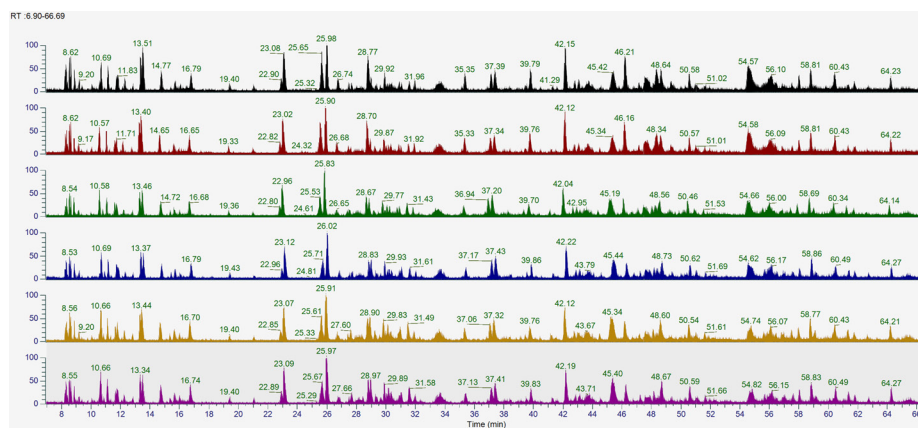 RT :6.90-66.69
100 50 0 8.62 9.20 10.69 11.83 13.51 14.77 16.79 19.40 22.90 23.08 25.32 25.65 25.98 26.74 28.77 29.92 31.96 35.35 37.39 39.79 41.29 42.15 45.42 46.21 48.64 50.58 51.02 54.57 56.10 58.81 60.43 64.23
100 50 0 8.62 9.17 10.57 11.71 13.40 14.65 16.65 19.33 22.82 23.02 24.32 25.90 26.68 28.70 29.87 31.92 35.33 37.34 39.76 42.12 45.34 46.16 48.34 50.57 51.01 54.58 56.09 58.81 60.43 64.22
100 50 0 8.54 10.58 13.46 14.72 16.68 19.36 22.80 22.96 24.61 25.53 25.83 26.65 28.67 29.77 31.43 36.94 37.20 39.70 42.04 42.95 45.19 48.56 50.46 51.53 54.66 56.00 58.69 60.34 64.14
100 50 0 8.53 10.69 13.37 16.79 19.43 22.96 23.12 24.81 25.71 26.02 28.83 29.93 31.61 37.17 37.43 39.86 42.22 43.79 45.44 48.73 50.62 51.69 54.62 56.17 58.86 60.49 64.27
100 50 0 8.56 9.20 10.66 13.44 16.70 19.40 22.85 23.07 25.33 25.61 25.91 27.60 28.90 29.83 31.49 37.06 37.32 39.76 42.12 43.67 45.34 48.60 50.54 51.61 54.74 56.07 58.77 60.43 64.21
100 50 0 8.55 10.66 13.34 16.74 19.40 22.89 23.09 25.29 25.67 25.97 27.66 28.97 29.89 31.58 37.13 37.41 39.83 42.19 43.71 45.40 48.67 50.59 51.66 54.82 56.15 58.83 60.49 64.27
8 10 12 14 16 18 20 22 24 26 28 30 32 34 36 38 40 42 44 46 48 50 52 54 56 58 60 62 64 66
Time (min)